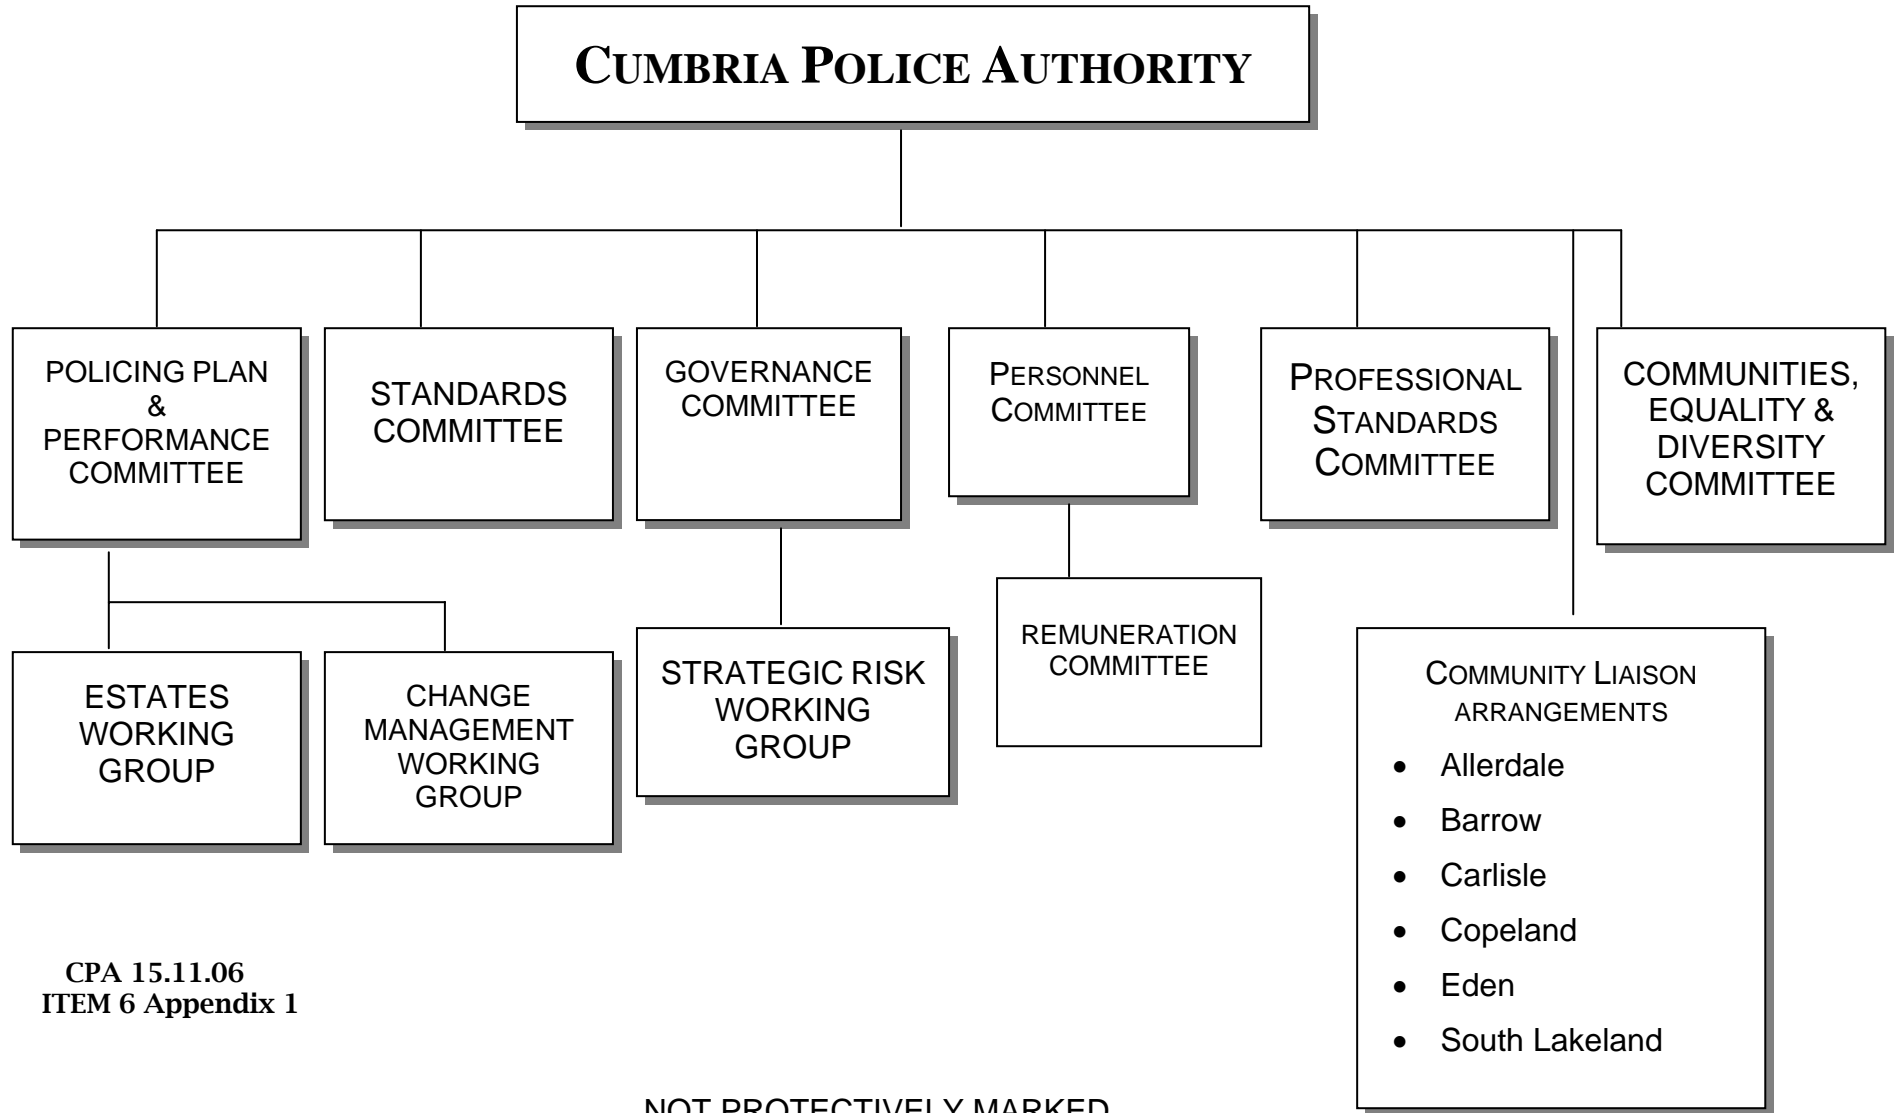 CUMBRIA POLICE AUTHORITY
POLICING PLAN
&
PERFORMANCE
COMMITTEE
STANDARDS
COMMITTEE
GOVERNANCE
COMMITTEE
PERSONNEL
COMMITTEE
PROFESSIONAL
STANDARDS
COMMITTEE
COMMUNITIES,
EQUALITY &
DIVERSITY
COMMITTEE
ESTATES
WORKING
GROUP
CHANGE
MANAGEMENT
WORKING
GROUP
STRATEGIC RISK
WORKING
GROUP
REMUNERATION
COMMITTEE
COMMUNITY LIAISON
ARRANGEMENTS
• Allerdale
• Barrow
• Carlisle
• Copeland
• Eden
• South Lakeland
CPA 15.11.06
ITEM 6 Appendix 1
NOT PROTECTIVELY MARKED